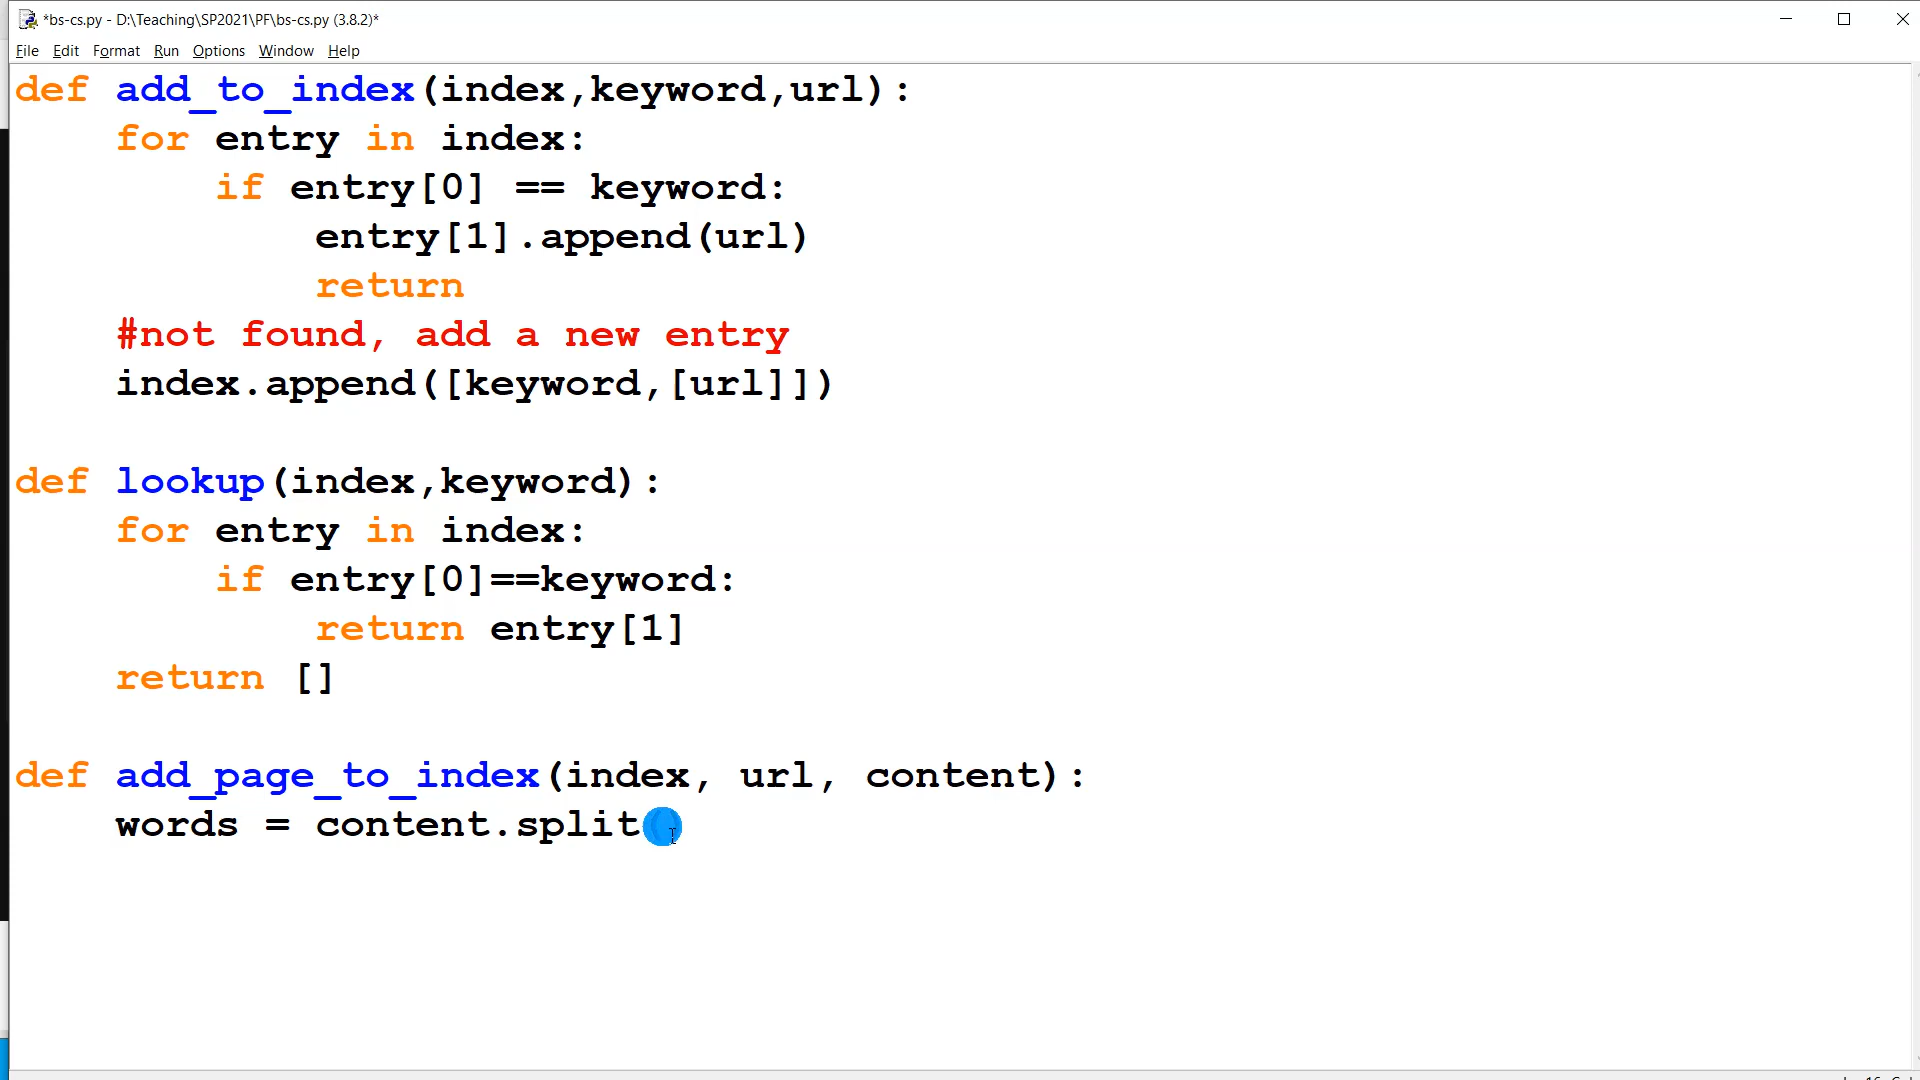 *bs-cs.py - D:\Teaching\SP2021\PF\bs-cs.py (3.8.2)*
File Edit Format Run Options Window Help
def add_to_index(index,keyword,url):
    for entry in index:
        if entry[0] == keyword:
            entry[1].append(url)
            return
    #not found, add a new entry
    index.append([keyword,[url]])
def lookup(index,keyword):
    for entry in index:
        if entry[0]==keyword:
            return entry[1]
    return []
def add_page_to_index(index, url, content):
    words = content.split()